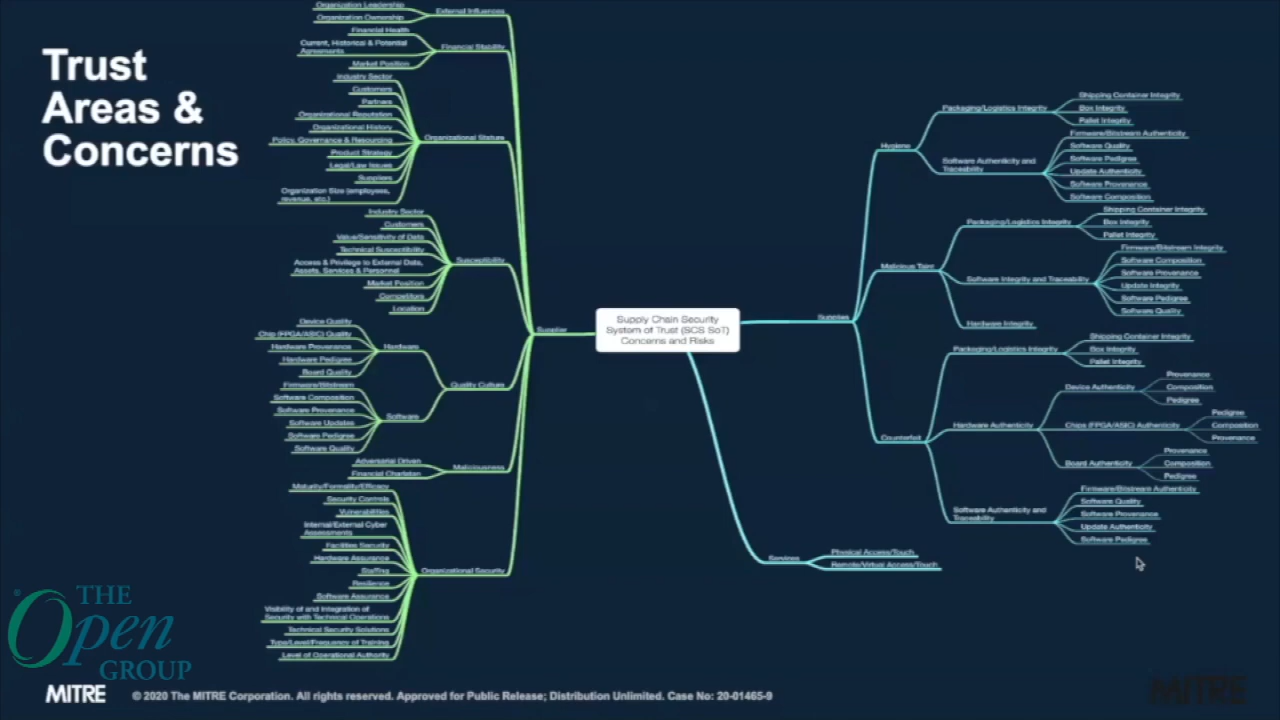 Trust
Areas &
Concerns
Organization Leadership
Organization Ownership
External Influences
Financial Health
Current, Historical & Potential
Agreements
Market Position
Financial Stability
Industry Sector
Customers
Partners
Organizational Reputation
Organizational History
Policy, Governance & Resourcing
Product Strategy
Legal/Law Issues
Suppliers
Organization Size (employees,
revenue, etc.)
Organizational Stature
Industry Sector
Customers
Value/Sensitivity of Data
Technical Susceptibility
Access & Privilege to External Data,
Assets, Services & Personnel
Market Position
Competitors
Location
Susceptibility
Device Quality
Chip (FPGA/ASIC) Quality
Hardware Provenance
Hardware Pedigree
Board Quality
Hardware
Firmware/Bitstream
Software Composition
Software Provenance
Software Updates
Software Pedigree
Software Quality
Software
Quality Culture
Adversarial Driven
Financial Charlatan
Maliciousness
Maturity/Formality/Efficacy
Security Controls
Vulnerabilities
Internal/External Cyber
Assessments
Facilities Security
Hardware Assurance
Staffing
Resilience
Software Assurance
Visibility of and Integration of
Security with Technical Operations
Technical Security Solutions
Type/Level/Frequency of Training
Level of Operational Authority
Organizational Security
Supplier
Supply Chain Security
System of Trust (SCS SoT)
Concerns and Risks
Supplies
Hygiene
Packaging/Logistics Integrity
Shipping Container Integrity
Box Integrity
Pallet Integrity
Software Authenticity and
Traceability
Firmware/Bitstream Authenticity
Software Quality
Software Pedigree
Update Authenticity
Software Provenance
Software Composition
Malicious Taint
Packaging/Logistics Integrity
Shipping Container Integrity
Box Integrity
Pallet Integrity
Software Integrity and Traceability
Firmware/Bitstream Integrity
Software Composition
Software Provenance
Update Integrity
Software Pedigree
Software Quality
Hardware Integrity
Counterfeit
Packaging/Logistics Integrity
Shipping Container Integrity
Box Integrity
Pallet Integrity
Hardware Authenticity
Device Authenticity
Provenance
Composition
Pedigree
Chips (FPGA/ASIC) Authenticity
Pedigree
Composition
Provenance
Board Authenticity
Provenance
Composition
Pedigree
Software Authenticity and
Traceability
Firmware/Bitstream Authenticity
Software Quality
Software Provenance
Update Authenticity
Software Pedigree
Services
Physical Access/Touch
Remote/Virtual Access/Touch
THE
Open
GROUP
MITRE
© 2020 The MITRE Corporation. All rights reserved. Approved for Public Release; Distribution Unlimited. Case No: 20-01465-9
MITRE